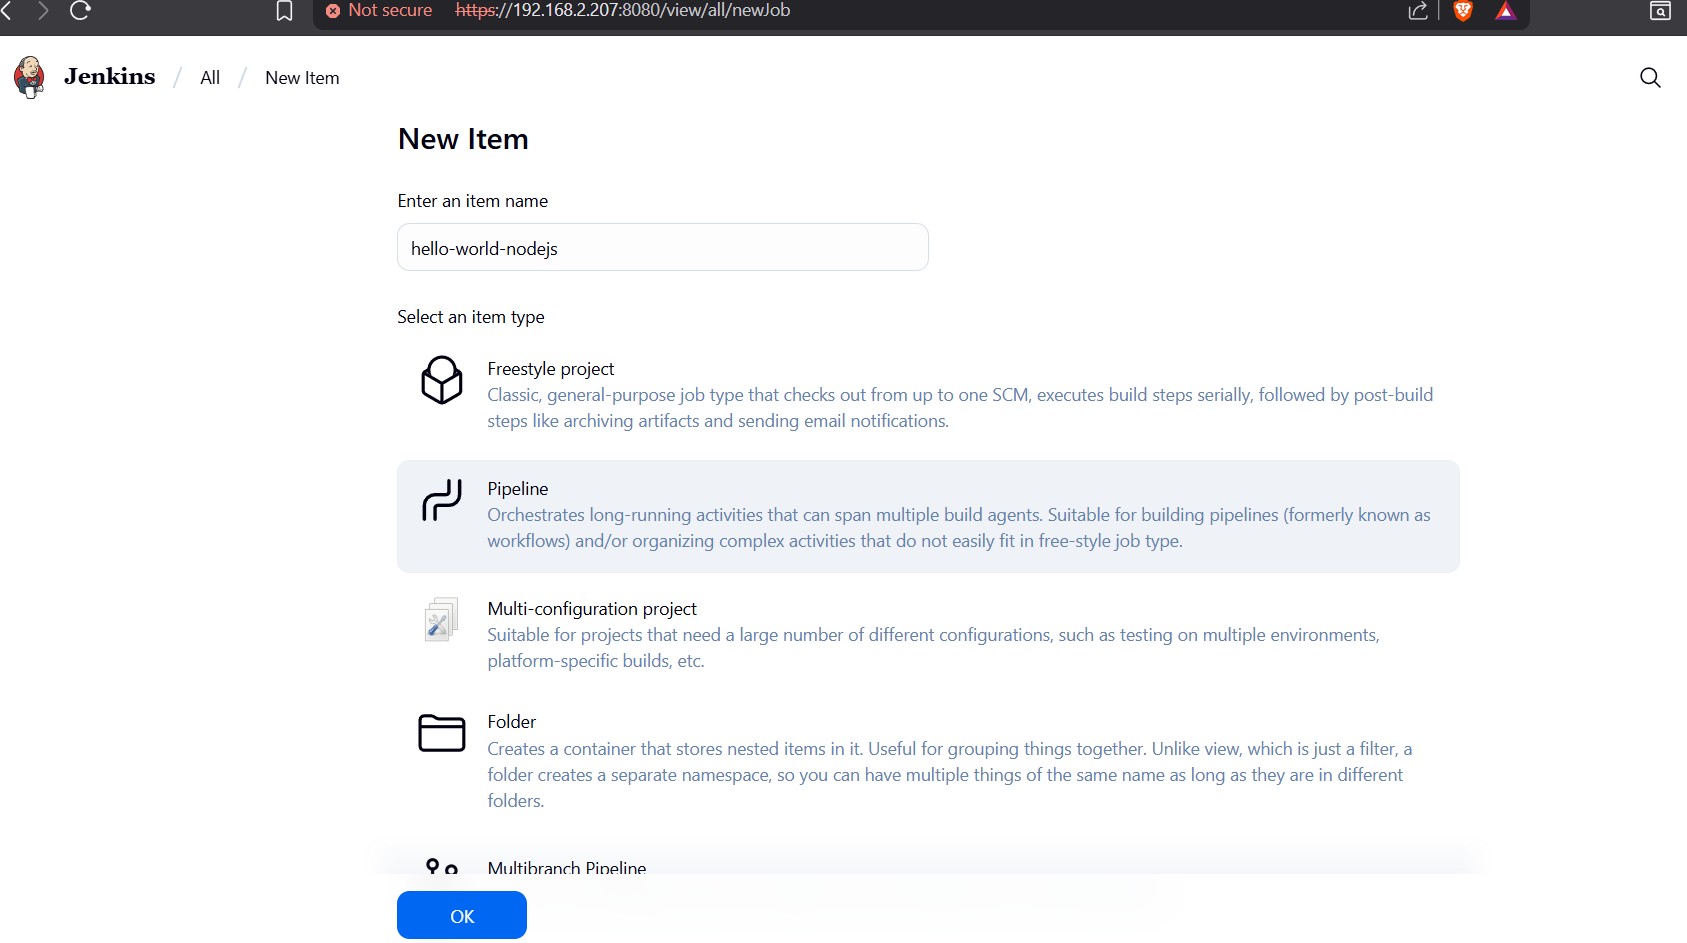 Not secure https://192.168.2.207:8080/view/all/newJob
Jenkins / All / New Item
New Item
Enter an item name
hello-world-nodejs
Select an item type
Freestyle project
Classic, general-purpose job type that checks out from up to one SCM, executes build steps serially, followed by post-build
steps like archiving artifacts and sending email notifications.
Pipeline
Orchestrates long-running activities that can span multiple build agents. Suitable for building pipelines (formerly known as
workflows) and/or organizing complex activities that do not easily fit in free-style job type.
Multi-configuration project
Suitable for projects that need a large number of different configurations, such as testing on multiple environments,
platform-specific builds, etc.
Folder
Creates a container that stores nested items in it. Useful for grouping things together. Unlike view, which is just a filter, a
folder creates a separate namespace, so you can have multiple things of the same name as long as they are in different
folders.
Multibranch Pipeline
OK